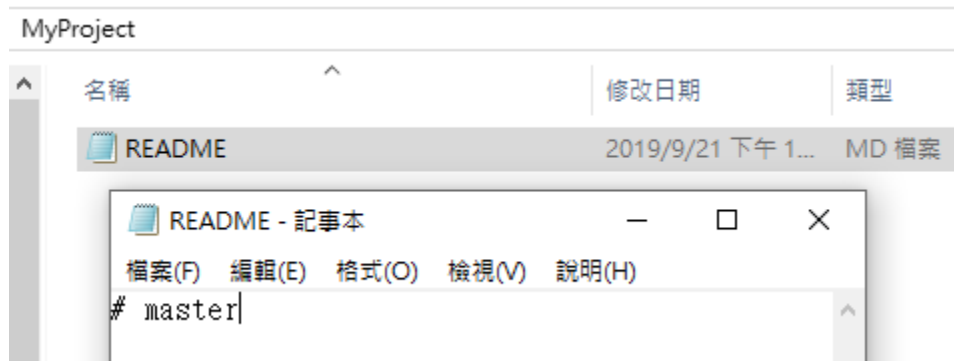 MyProject
名稱 修改日期 類型
README 2019/9/21 下午 1... MD 檔案
README - 記事本
檔案(F) 編輯(E) 格式(O) 檢視(V) 說明(H)
# master